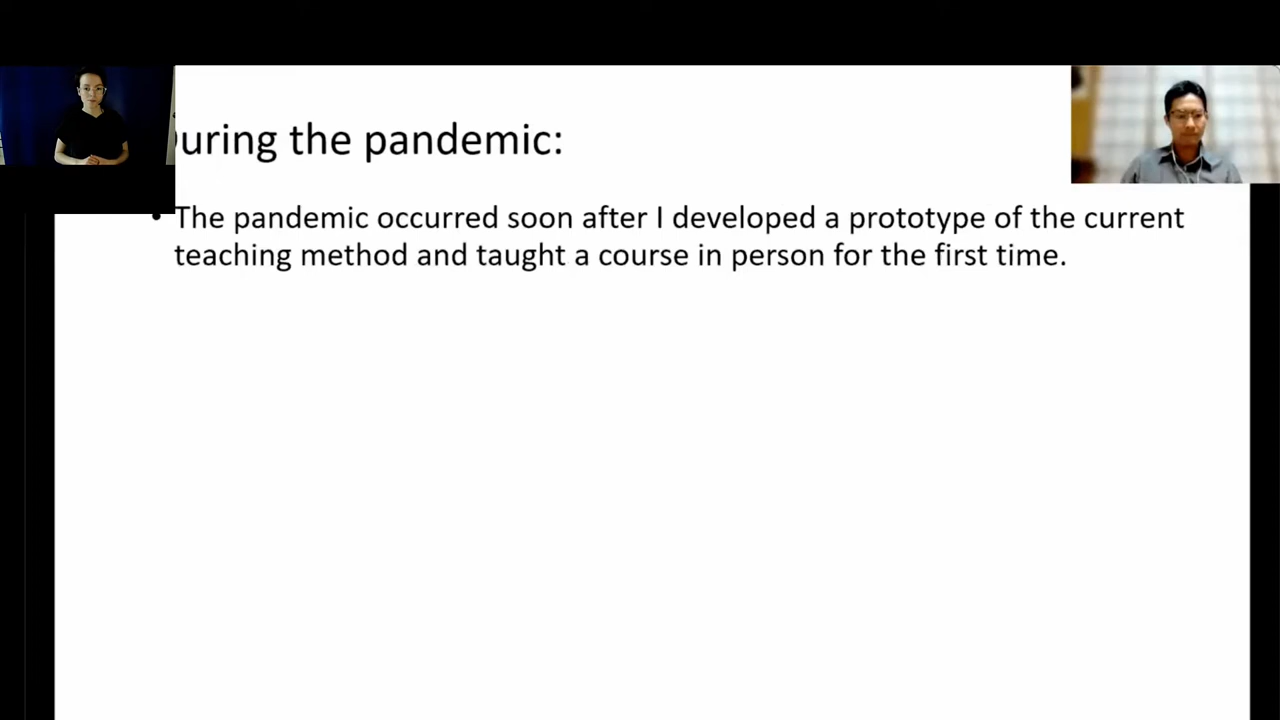 uring the pandemic:
• The pandemic occurred soon after I developed a prototype of the current
teaching method and taught a course in person for the first time.